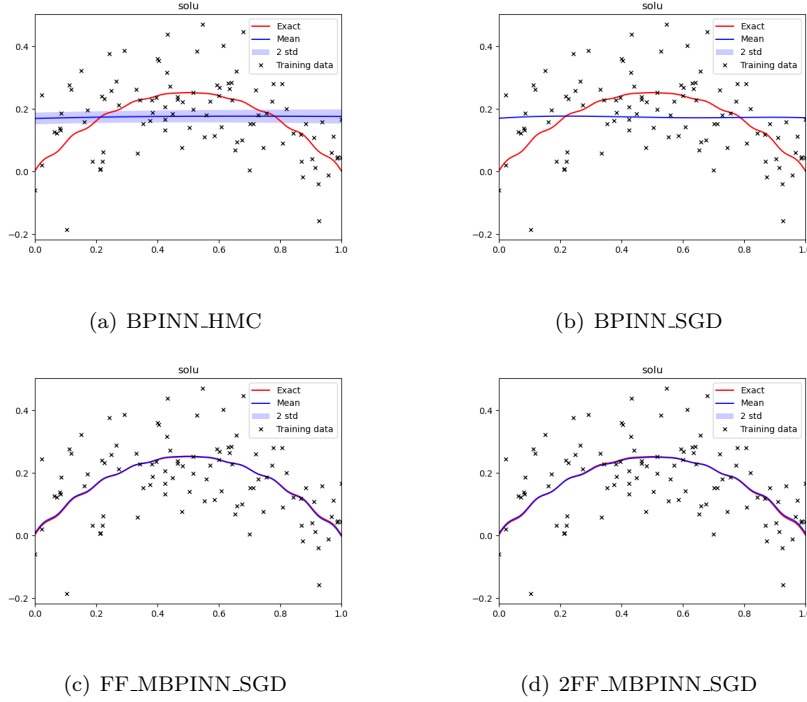 solu
Exact
Mean
2 std
Training data
0.4
0.2
0.0
−0.2
0.0 0.2 0.4 0.6 0.8 1.0
(a) BPINN_HMC
solu
Exact
Mean
2 std
Training data
0.4
0.2
0.0
−0.2
0.0 0.2 0.4 0.6 0.8 1.0
(b) BPINN_SGD
solu
Exact
Mean
2 std
Training data
0.4
0.2
0.0
−0.2
0.0 0.2 0.4 0.6 0.8 1.0
(c) FF_MBPINN_SGD
solu
Exact
Mean
2 std
Training data
0.4
0.2
0.0
−0.2
0.0 0.2 0.4 0.6 0.8 1.0
(d) 2FF_MBPINN_SGD